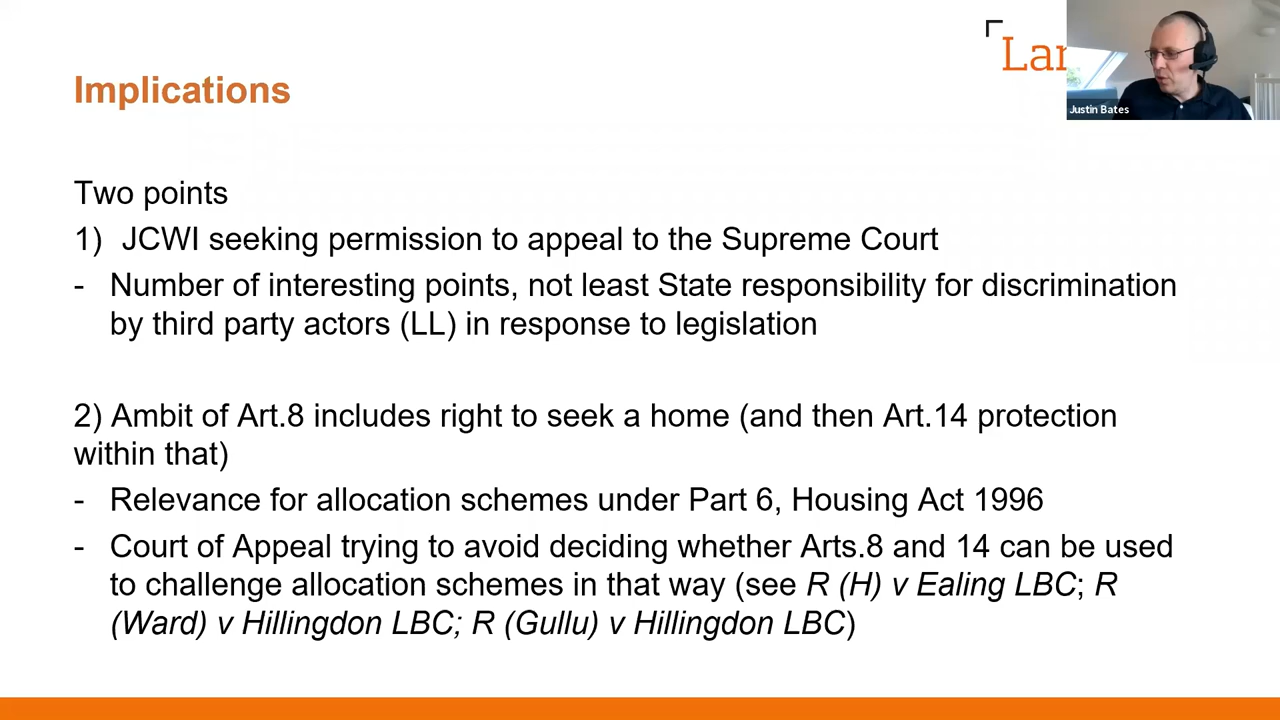 Lan
Justin Bates
Implications
Two points
1) JCWI seeking permission to appeal to the Supreme Court
- Number of interesting points, not least State responsibility for discrimination
by third party actors (LL) in response to legislation
2) Ambit of Art.8 includes right to seek a home (and then Art.14 protection
within that)
- Relevance for allocation schemes under Part 6, Housing Act 1996
- Court of Appeal trying to avoid deciding whether Arts.8 and 14 can be used
to challenge allocation schemes in that way (see R (H) v Ealing LBC; R
(Ward) v Hillingdon LBC; R (Gullu) v Hillingdon LBC)